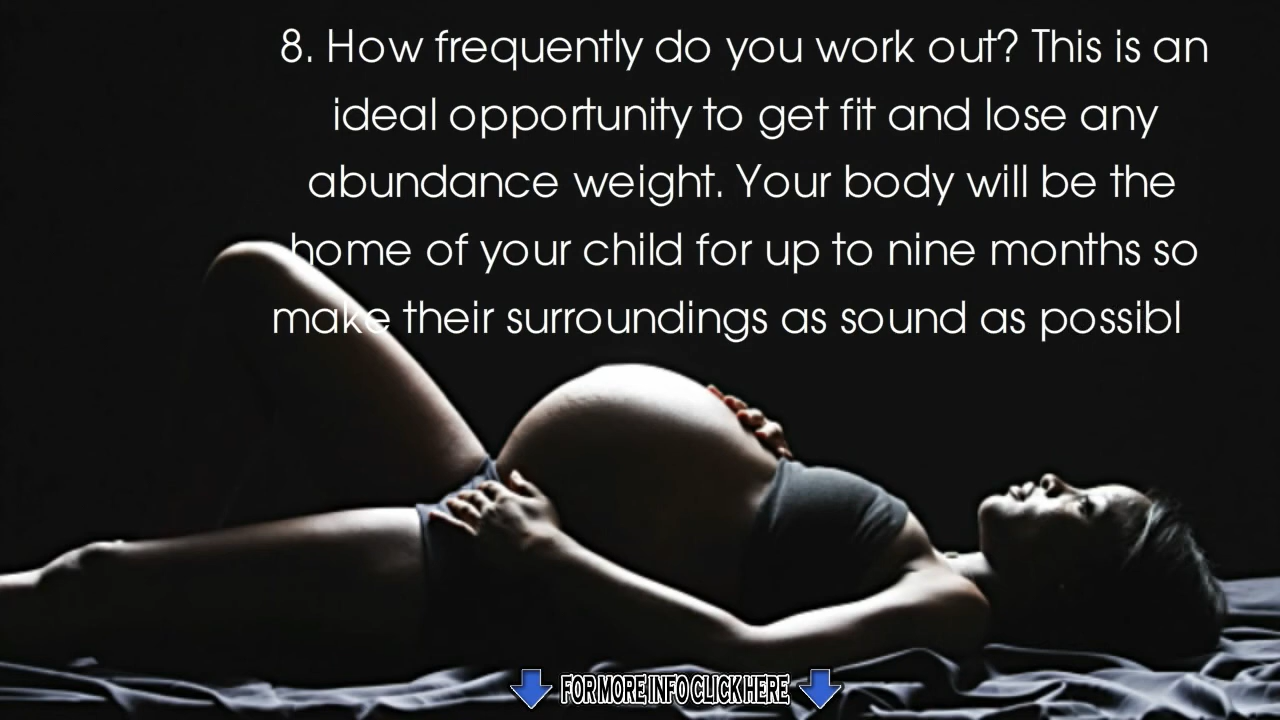 8. How frequently do you work out? This is an
ideal opportunity to get fit and lose any
abundance weight. Your body will be the
home of your child for up to nine months so
make their surroundings as sound as possibl
FOR MORE INFO CLICK HERE